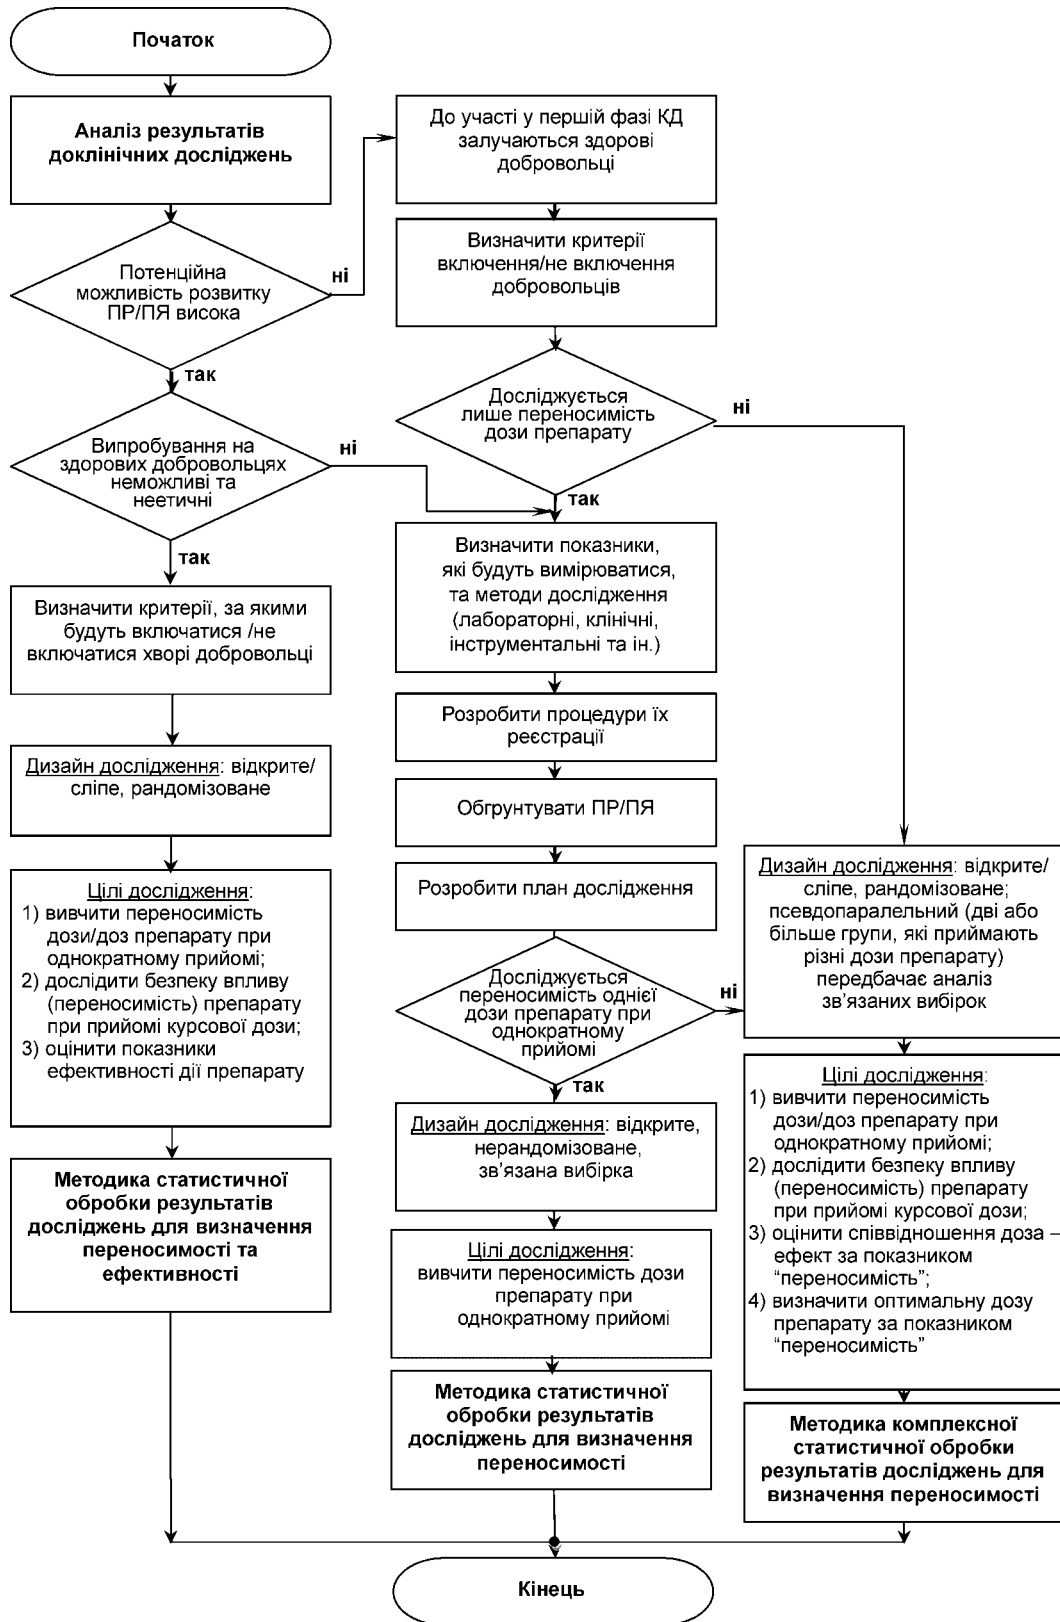 Початок
Аналіз результатів
доклінічних досліджень
Потенційна
можливість розвитку
ПР/ПЯ висока
ні
так
Випробування на
здорових добровольцях
неможливі та
неетичні
ні
так
Визначити критерії, за якими
будуть включатися /не
включатися хворі добровольці
Дизайн дослідження: відкрите/
сліпе, рандомізоване
Цілі дослідження:
1) вивчити переносимість
дози/доз препарату при
однократному прийомі;
2) дослідити безпеку впливу
(переносимість) препарату
при прийомі курсової дози;
3) оцінити показники
ефективності дії препарату
Методика статистичної
обробки результатів
досліджень для визначення
переносимості та
ефективності
До участі у першій фазі КД
залучаються здорові
добровольці
Визначити критерії
включення/не включення
добровольців
Досліджується
лише переносимість
дози препарату
ні
так
Визначити показники,
які будуть вимірюватися,
та методи дослідження
(лабораторні, клінічні,
інструментальні та ін.)
Розробити процедури їх
реєстрації
Обгрунтувати ПР/ПЯ
Розробити план дослідження
Досліджується
переносимість однієї
дози препарату при
однократному
прийомі
ні
так
Дизайн дослідження: відкрите,
нерандомізоване,
зв’язана вибірка
Цілі дослідження:
вивчити переносимість дози
препарату при
однократному прийомі
Методика статистичної
обробки результатів
досліджень для визначення
переносимості
Дизайн дослідження: відкрите/
сліпе, рандомізоване;
псевдопаралельний (дві або
більше групи, які приймають
різні дози препарату)
передбачає аналіз
зв’язаних вибірок
Цілі дослідження:
1) вивчити переносимість
дози/доз препарату при
однократному прийомі;
2) дослідити безпеку впливу
(переносимість) препарату
при прийомі курсової дози;
3) оцінити співвідношення доза –
ефект за показником
“переносимість”;
4) визначити оптимальну дозу
препарату за показником
“переносимість”
Методика комплексної
статистичної обробки
результатів досліджень для
визначення переносимості
Кінець